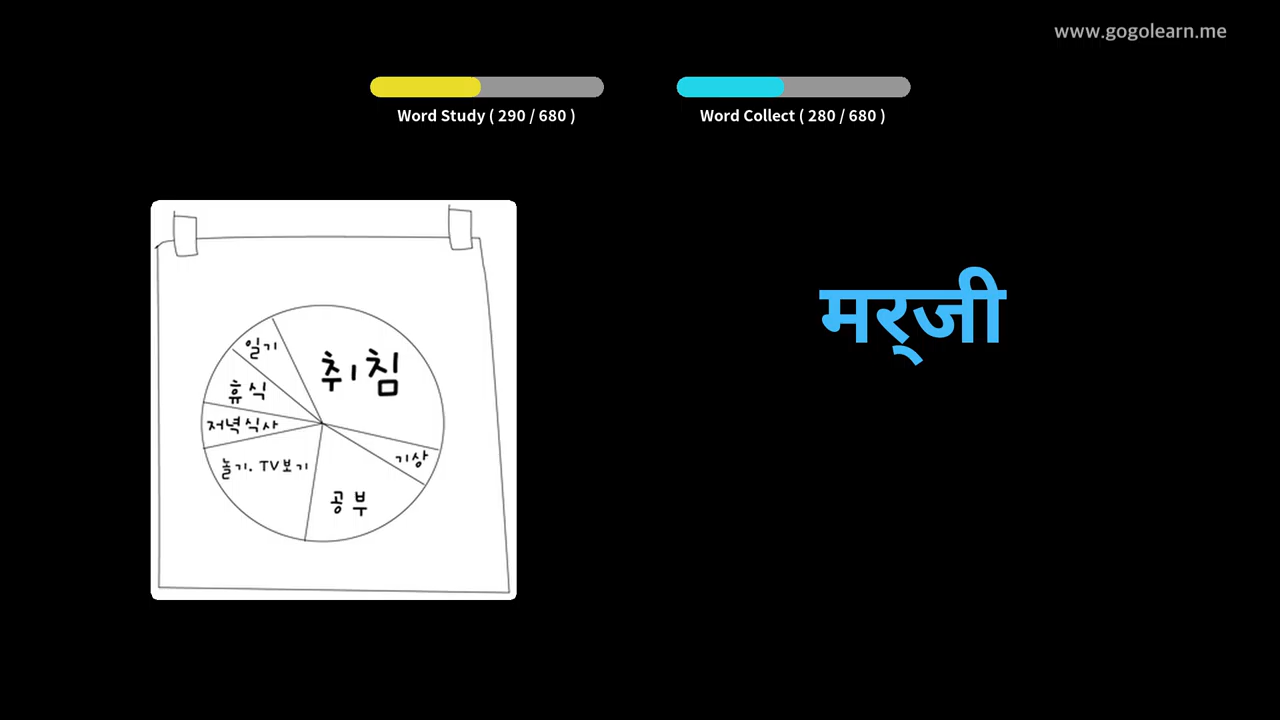 www.gogolearn.me
Word Study ( 290 / 680 )
Word Collect ( 280 / 680 )
일기
취침
휴식
저녁식사
놀기. TV보기
기상
공부
मर्‌जी